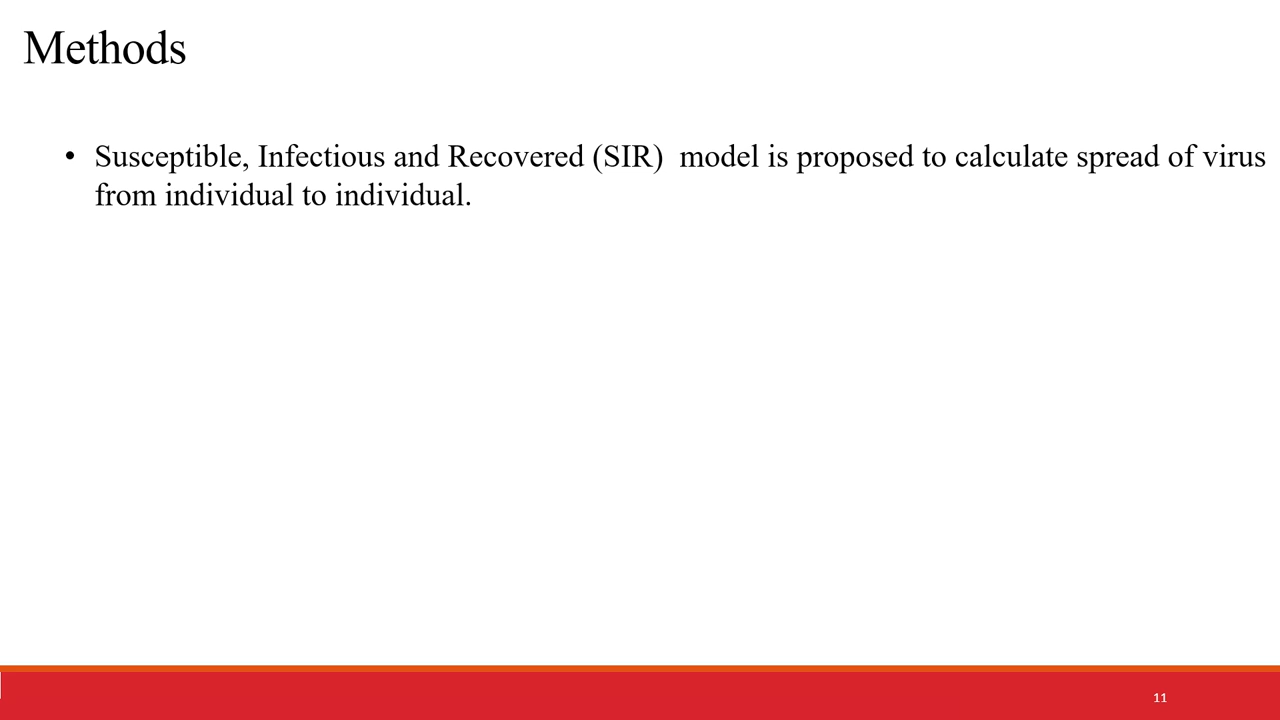 Methods
• Susceptible, Infectious and Recovered (SIR)  model is proposed to calculate spread of virus
from individual to individual.
11